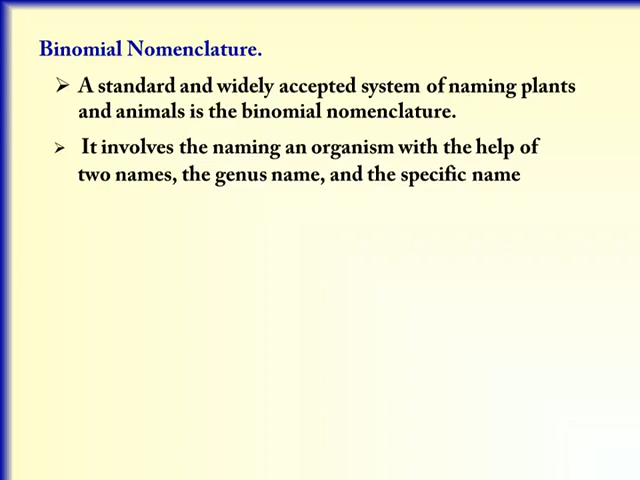 Binomial Nomenclature.
➢ A standard and widely accepted system of naming plants
and animals is the binomial nomenclature.
➢ It involves the naming an organism with the help of
two names, the genus name, and the specific name